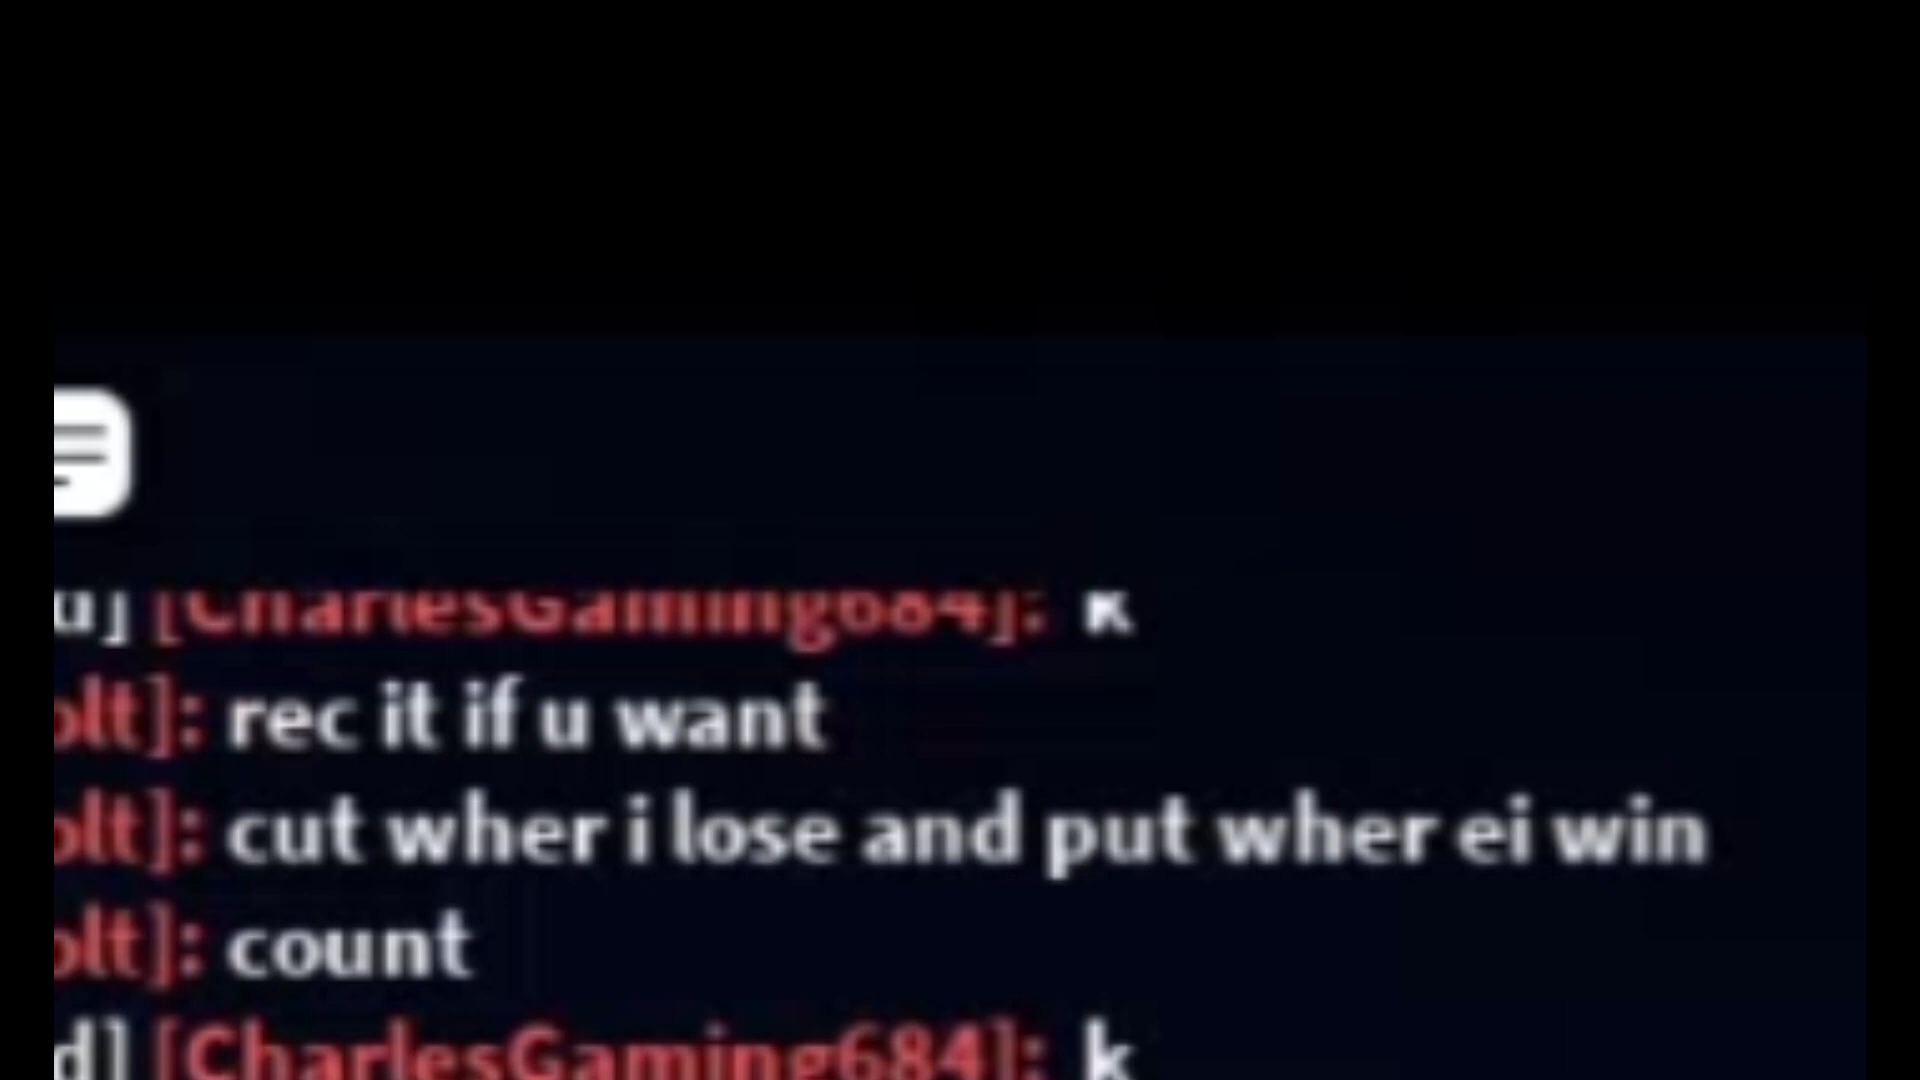 d] [CharlesGaming684]: k
olt]: rec it if u want
olt]: cut wher i lose and put wher ei win
olt]: count
d] [CharlesGaming684]: k